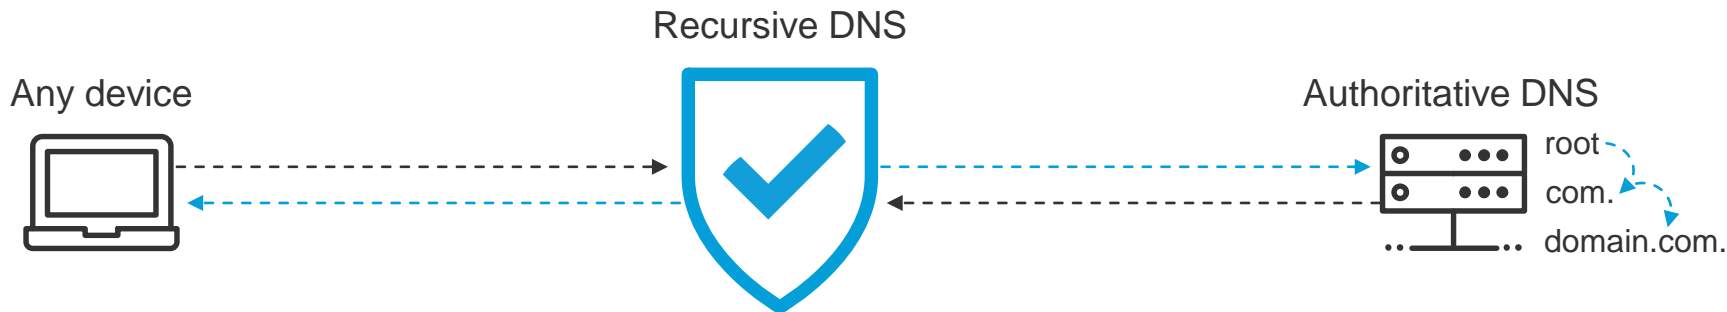 Recursive DNS
Any device
Authoritative DNS
root
com.
domain.com.